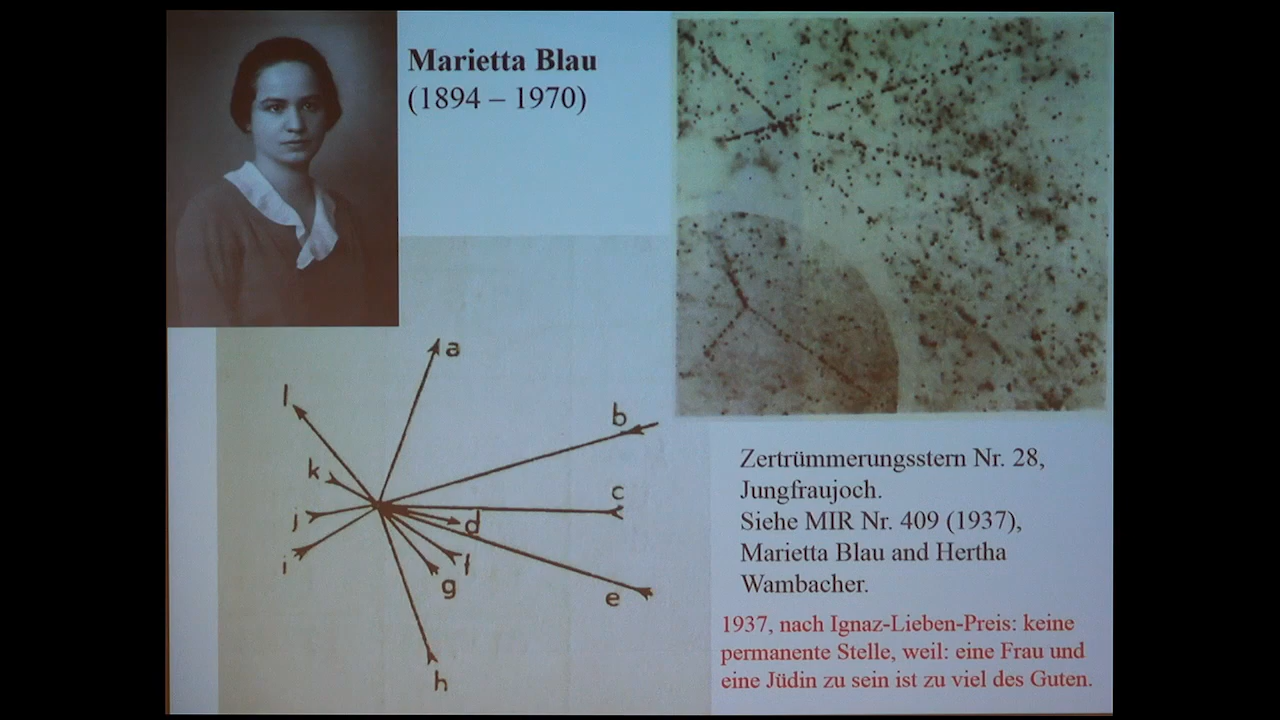 Marietta Blau
(1894 – 1970)
a
l
b
k
c
j
d
i
f
g
e
h
Zertrümmerungsstern Nr. 28,
Jungfraujoch.
Siehe MIR Nr. 409 (1937),
Marietta Blau and Hertha
Wambacher.
1937, nach Ignaz-Lieben-Preis: keine
permanente Stelle, weil: eine Frau und
eine Jüdin zu sein ist zu viel des Guten.